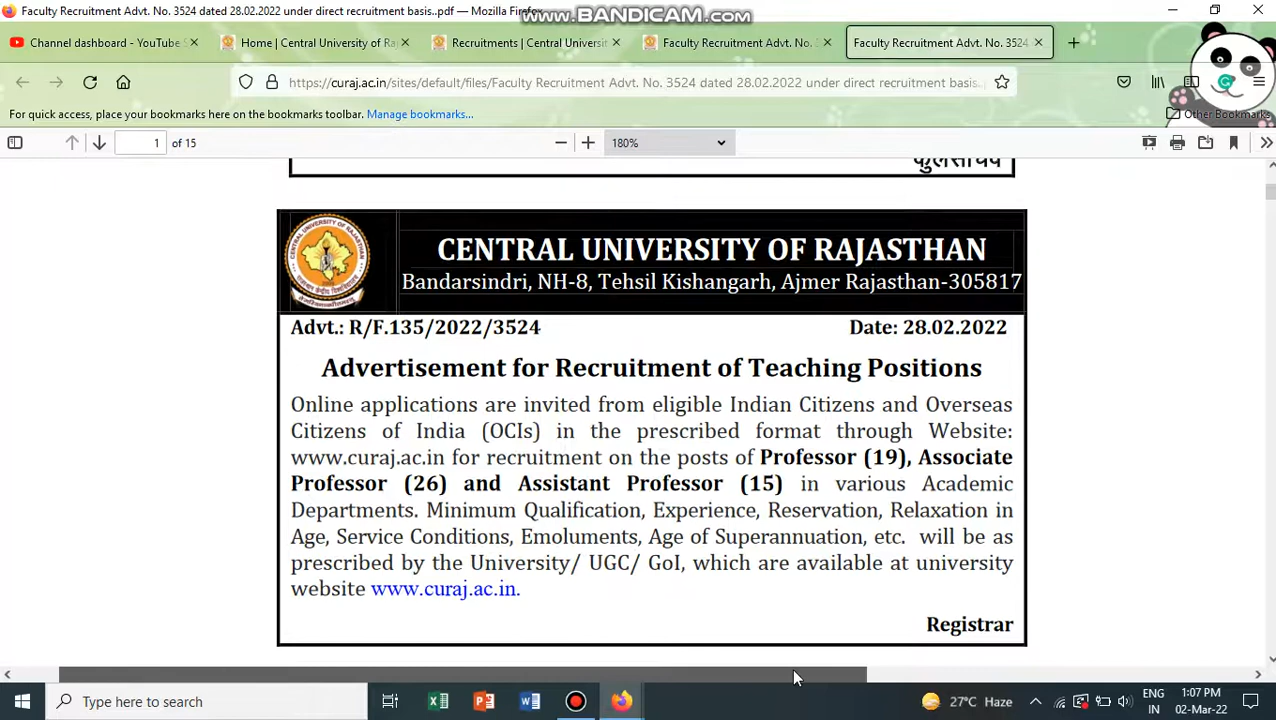 Faculty Recruitment Advt. No. 3524 dated 28.02.2022 under direct recruitment basis..pdf — Mozilla Firefox
www.BANDICAM.com
Channel dashboard - YouTube S
Home | Central University of Raj
Recruitments | Central Universit
Faculty Recruitment Advt. No. 3
Faculty Recruitment Advt. No. 3524
https://curaj.ac.in/sites/default/files/Faculty Recruitment Advt. No. 3524 dated 28.02.2022 under direct recruitment basis..
For quick access, place your bookmarks here on the bookmarks toolbar. Manage bookmarks...
Other Bookmarks
1 of 15
180%
कुलसचिव
CENTRAL UNIVERSITY OF RAJASTHAN
Bandarsindri, NH-8, Tehsil Kishangarh, Ajmer Rajasthan-305817
Advt.: R/F.135/2022/3524 Date: 28.02.2022
Advertisement for Recruitment of Teaching Positions
Online applications are invited from eligible Indian Citizens and Overseas
Citizens of India (OCIs) in the prescribed format through Website:
www.curaj.ac.in for recruitment on the posts of Professor (19), Associate
Professor (26) and Assistant Professor (15) in various Academic
Departments. Minimum Qualification, Experience, Reservation, Relaxation in
Age, Service Conditions, Emoluments, Age of Superannuation, etc. will be as
prescribed by the University/ UGC/ GoI, which are available at university
website www.curaj.ac.in.
Registrar
Type here to search
27°C Haze
ENG
IN
1:07 PM
02-Mar-22